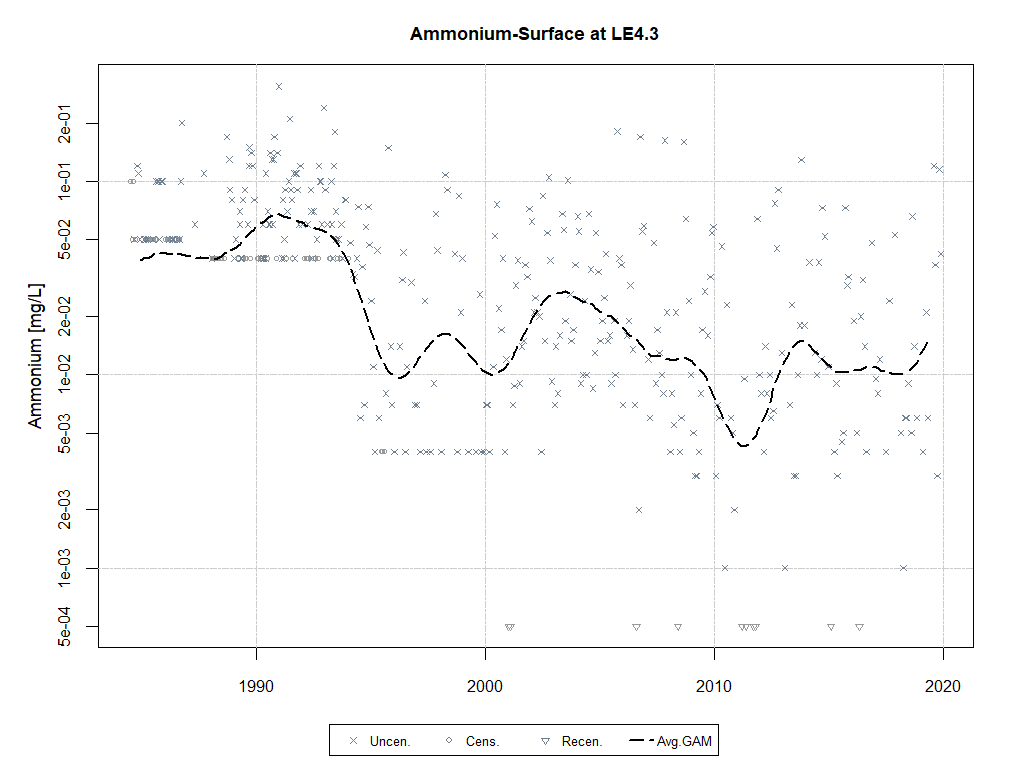 Ammonium-Surface at LE4.3
Ammonium [mg/L]
2e-01
1e-01
5e-02
2e-02
1e-02
5e-03
2e-03
1e-03
5e-04
1990 2000 2010 2020
Uncen. Cens. Recen. Avg.GAM